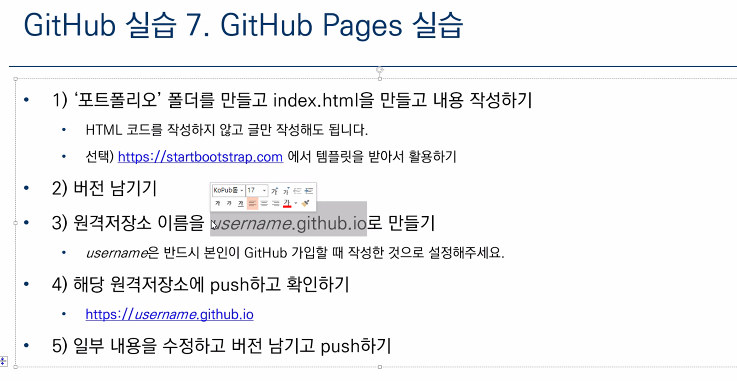 GitHub 실습 7. GitHub Pages 실습
• 1) ‘포트폴리오’ 폴더를 만들고 index.html을 만들고 내용 작성하기
• HTML 코드를 작성하지 않고 글만 작성해도 됩니다.
• 선택) https://startbootstrap.com 에서 템플릿을 받아서 활용하기
• 2) 버전 남기기
KoPub돋 17 가 가
가 가 가 가
• 3) 원격저장소 이름을 username.github.io로 만들기
• username은 반드시 본인이 GitHub 가입할 때 작성한 것으로 설정해주세요.
• 4) 해당 원격저장소에 push하고 확인하기
• https://username.github.io
• 5) 일부 내용을 수정하고 버전 남기고 push하기